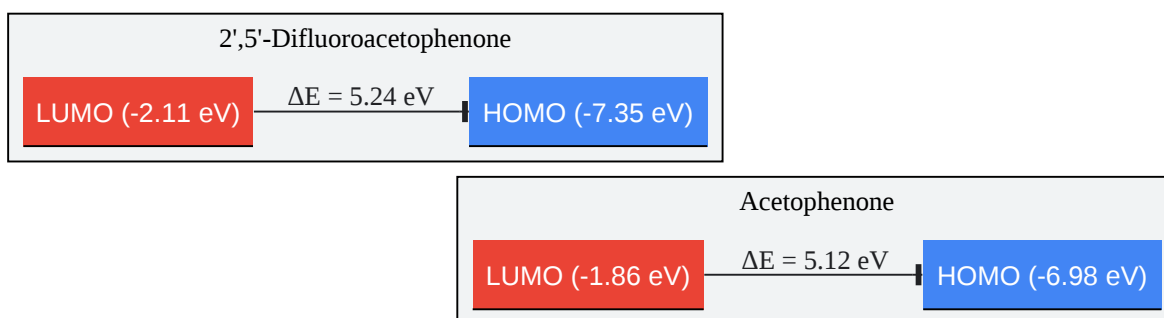 2',5'-Difluoroacetophenone
LUMO (-2.11 eV)
ΔE = 5.24 eV
HOMO (-7.35 eV)
Acetophenone
LUMO (-1.86 eV)
ΔE = 5.12 eV
HOMO (-6.98 eV)